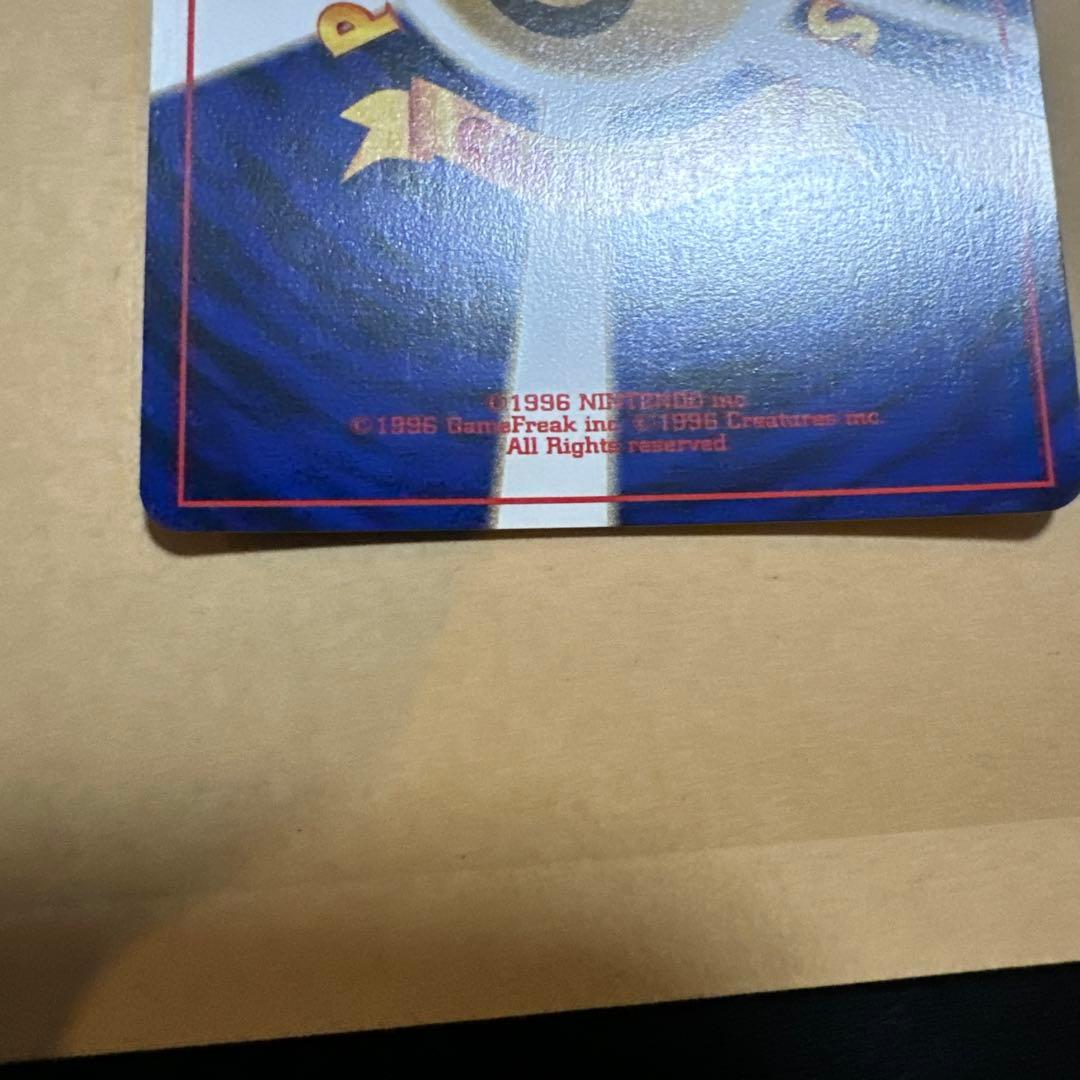 P
S
©1996 NINTENDO inc
©1996 GameFreak inc. ©1996 Creatures inc.
All Rights reserved.